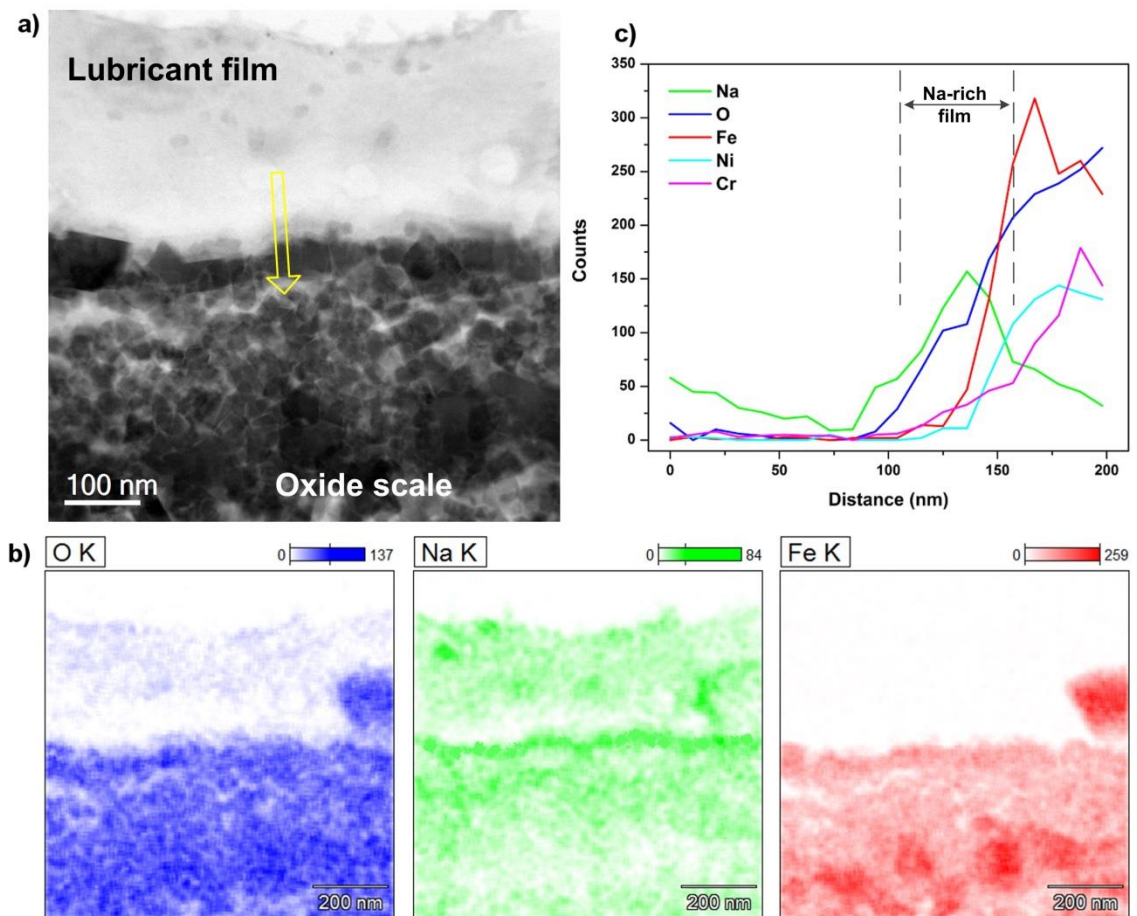 a)
Lubricant film
Oxide scale
100 nm
c)
350
300
250
200
150
100
50
0
Counts
Na
O
Fe
Ni
Cr
Na-rich
film
0
50
100
150
200
Distance (nm)
b)
O K
0 137
200 nm
Na K
0 84
200 nm
Fe K
0 259
200 nm